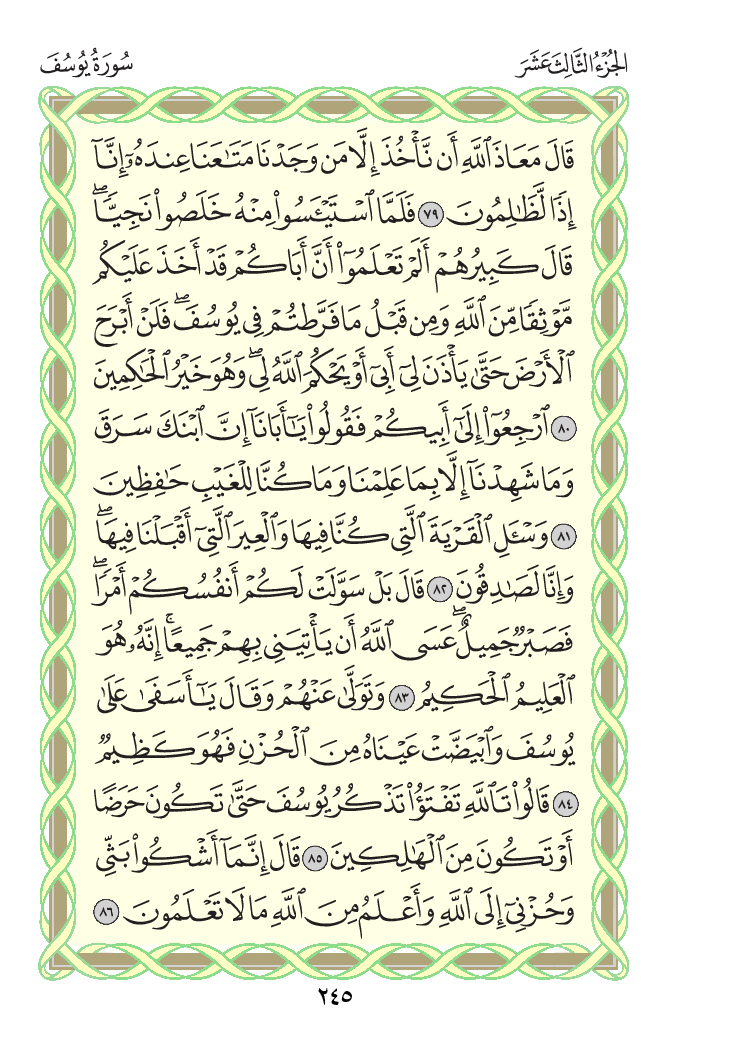 الجُزْءُ الثَّالِثَ عَشَرَ
سُورَةُ يُوسُفَ
قَالَ مَعَاذَ ٱللَّهِ أَن نَّأۡخُذَ إِلَّا مَن وَجَدۡنَا مَتَٰعَنَا عِندَهُۥٓ إِنَّآ
إِذٗا لَّظَٰلِمُونَ ٧٩ فَلَمَّا ٱسۡتَيۡـَٔسُواْ مِنۡهُ خَلَصُواْ نَجِيّٗاۖ
قَالَ كَبِيرُهُمۡ أَلَمۡ تَعۡلَمُوٓاْ أَنَّ أَبَاكُمۡ قَدۡ أَخَذَ عَلَيۡكُم
مَّوۡثِقٗا مِّنَ ٱللَّهِ وَمِن قَبۡلُ مَا فَرَّطتُمۡ فِي يُوسُفَۖ فَلَنۡ أَبۡرَحَ
ٱلۡأَرۡضَ حَتَّىٰ يَأۡذَنَ لِيٓ أَبِيٓ أَوۡ يَحۡكُمَ ٱللَّهُ لِيۖ وَهُوَ خَيۡرُ ٱلۡحَٰكِمِينَ
٨٠ ٱرۡجِعُوٓاْ إِلَىٰٓ أَبِيكُمۡ فَقُولُواْ يَٰٓأَبَانَآ إِنَّ ٱبۡنَكَ سَرَقَ
وَمَا شَهِدۡنَآ إِلَّا بِمَا عَلِمۡنَا وَمَا كُنَّا لِلۡغَيۡبِ حَٰفِظِينَ
٨١ وَسۡـَٔلِ ٱلۡقَرۡيَةَ ٱلَّتِي كُنَّا فِيهَا وَٱلۡعِيرَ ٱلَّتِيٓ أَقۡبَلۡنَا فِيهَاۖ
وَإِنَّا لَصَٰدِقُونَ ٨٢ قَالَ بَلۡ سَوَّلَتۡ لَكُمۡ أَنفُسُكُمۡ أَمۡرٗاۖ
فَصَبۡرٞ جَمِيلٌۖ عَسَى ٱللَّهُ أَن يَأۡتِيَنِي بِهِمۡ جَمِيعًاۚ إِنَّهُۥ هُوَ
ٱلۡعَلِيمُ ٱلۡحَكِيمُ ٨٣ وَتَوَلَّىٰ عَنۡهُمۡ وَقَالَ يَٰٓأَسَفَىٰ عَلَىٰ
يُوسُفَ وَٱبۡيَضَّتۡ عَيۡنَاهُ مِنَ ٱلۡحُزۡنِ فَهُوَ كَظِيمٞ
٨٤ قَالُواْ تَٱللَّهِ تَفۡتَؤُاْ تَذۡكُرُ يُوسُفَ حَتَّىٰ تَكُونَ حَرَضًا
أَوۡ تَكُونَ مِنَ ٱلۡهَٰلِكِينَ ٨٥ قَالَ إِنَّمَآ أَشۡكُواْ بَثِّي
وَحُزۡنِيٓ إِلَى ٱللَّهِ وَأَعۡلَمُ مِنَ ٱللَّهِ مَا لَا تَعۡلَمُونَ ٨٦
٢٤٥